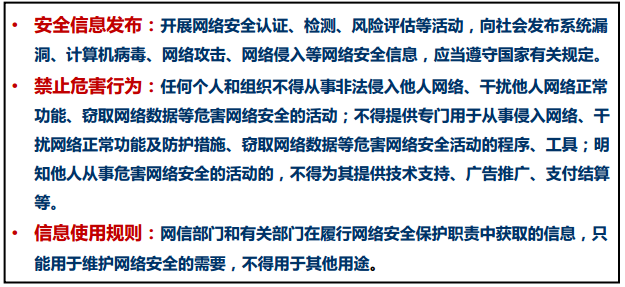 • 安全信息发布：开展网络安全认证、检测、风险评估等活动，向社会发布系统漏
洞、计算机病毒、网络攻击、网络侵入等网络安全信息，应当遵守国家有关规定。
• 禁止危害行为：任何个人和组织不得从事非法侵入他人网络、干扰他人网络正常
功能、窃取网络数据等危害网络安全的活动；不得提供专门用于从事侵入网络、干
扰网络正常功能及防护措施、窃取网络数据等危害网络安全活动的程序、工具；明
知他人从事危害网络安全的活动的，不得为其提供技术支持、广告推广、支付结算
等。
• 信息使用规则：网信部门和有关部门在履行网络安全保护职责中获取的信息，只
能用于维护网络安全的需要，不得用于其他用途。